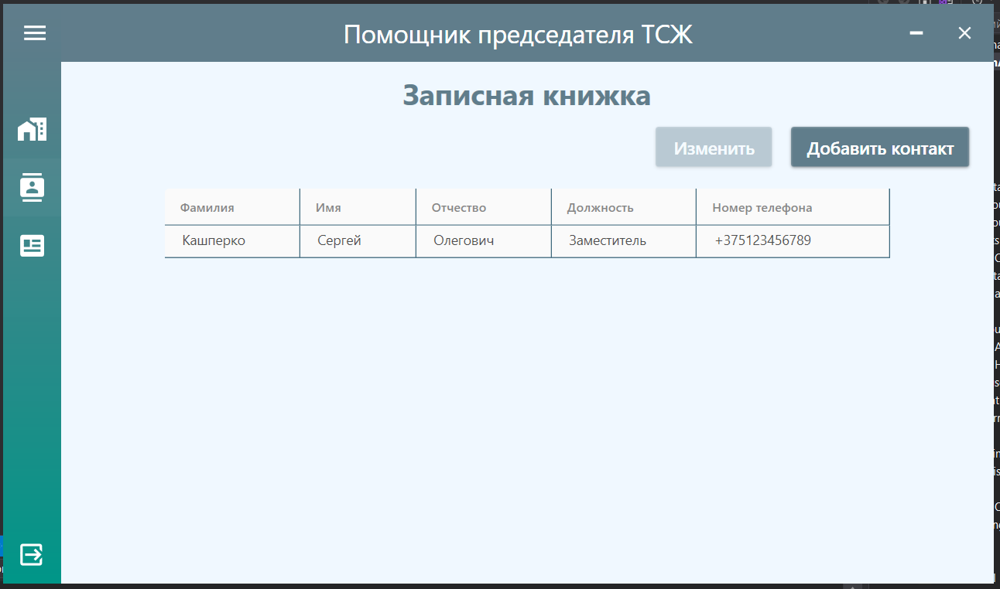 Помощник председателя ТСЖ
Записная книжка
Изменить Добавить контакт
Фамилия Имя Отчество Должность Номер телефона
Кашперко Сергей Олегович Заместитель +375123456789